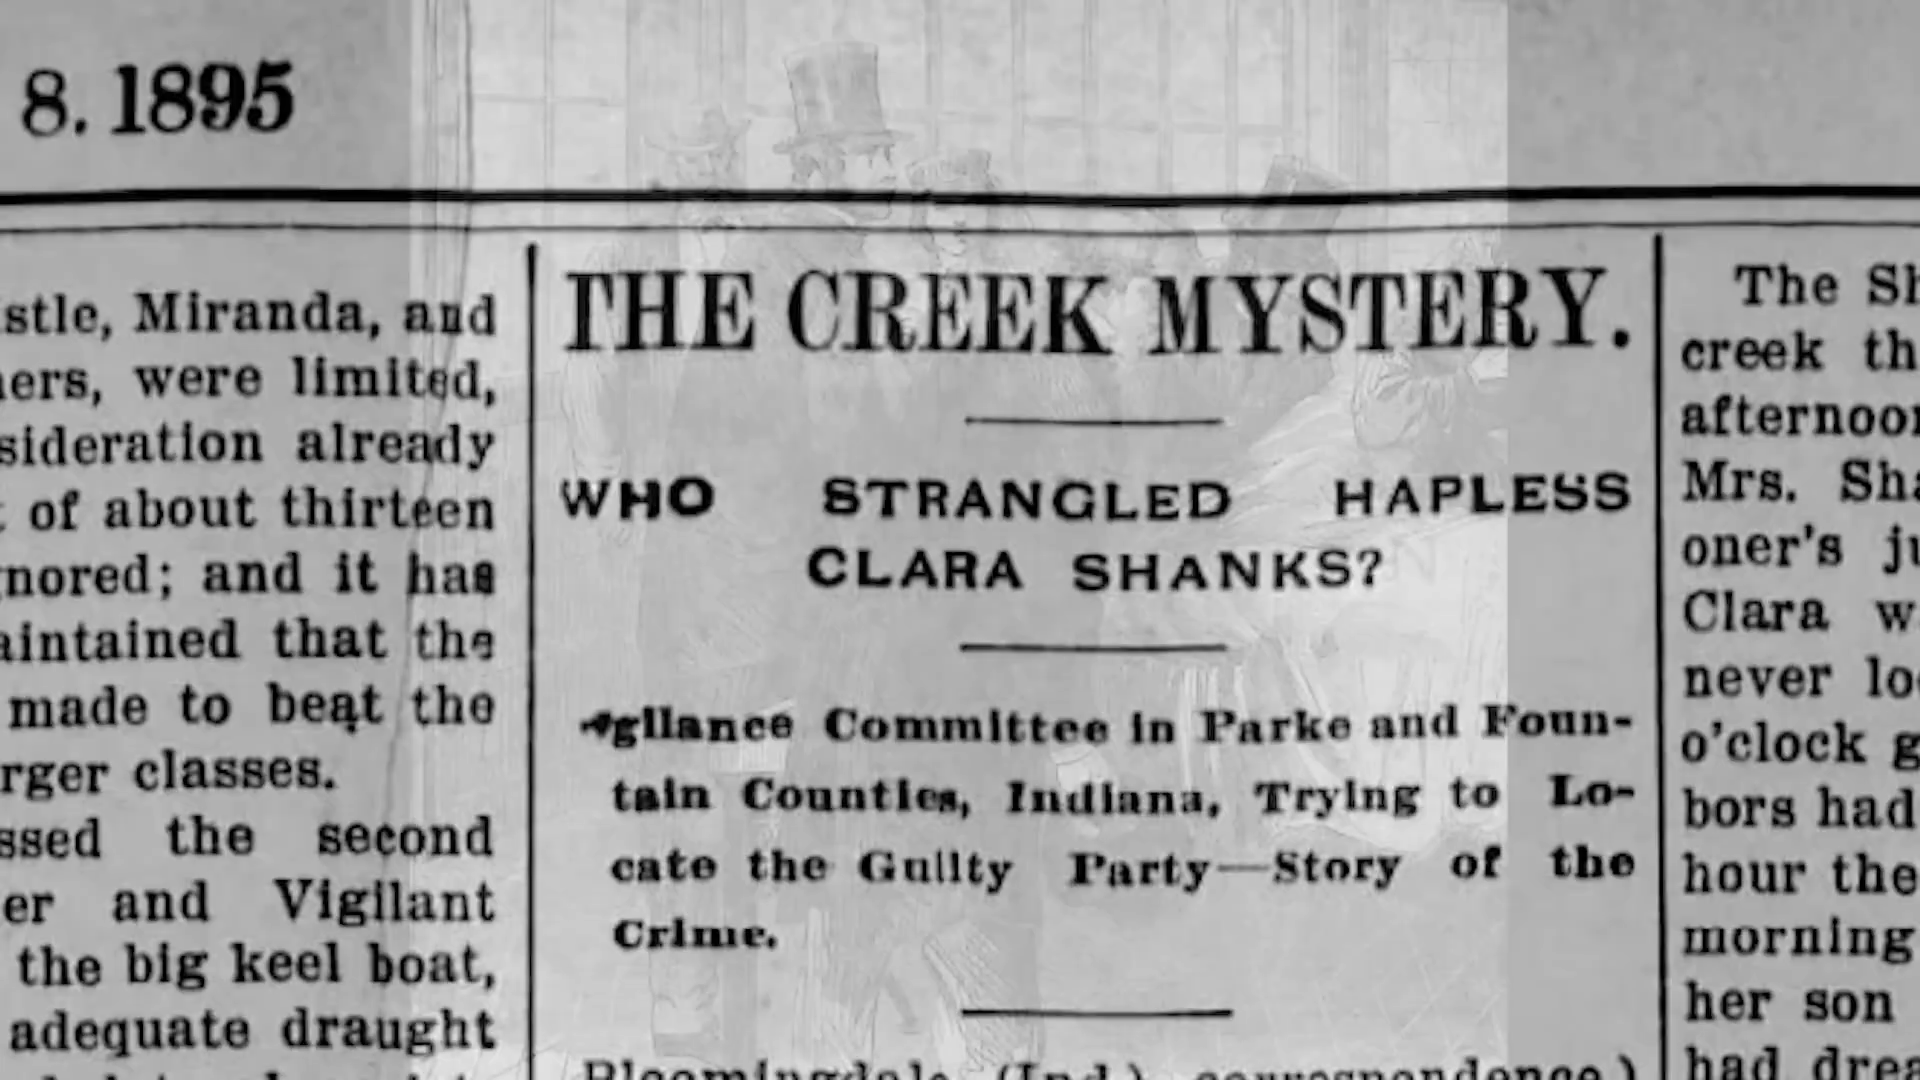 8. 1895
stle, Miranda, and
ers, were limited,
sideration already
of about thirteen
nored; and it has
aintained that the
made to beat the
rger classes.
ssed the second
er and Vigilant
the big keel boat,
adequate draught
THE CREEK MYSTERY.
WHO STRANGLED HAPLESS
CLARA SHANKS?
Committee in Parke and Foun-
tain Counties, Indiana, Trying to Lo-
cate the Guilty Party—Story of the
Crime.
Bloomingdale (Ind.) correspondence.)
The Sh
creek th
afternoon
Mrs. Sha
oner's ju
Clara w
never lo
o'clock g
bors had
hour the
morning
her son
had drea